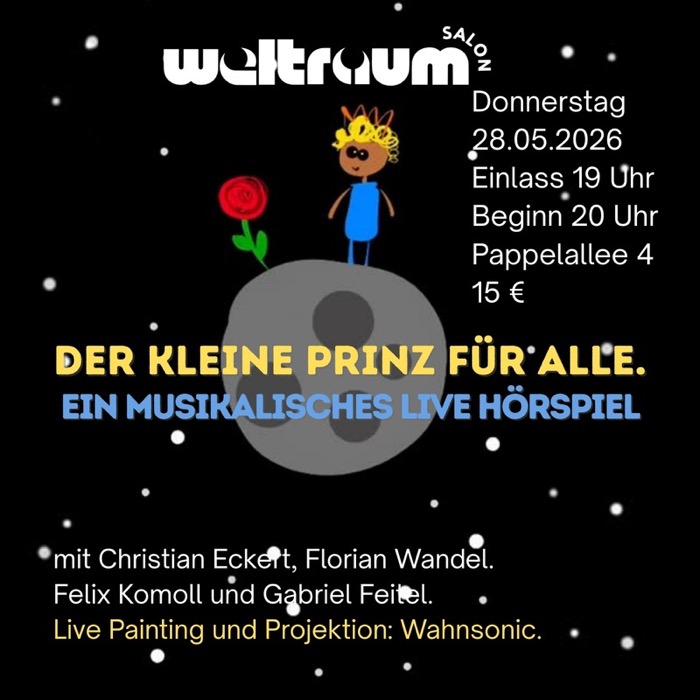 weltraum SALON
Donnerstag
28.05.2026
Einlass 19 Uhr
Beginn 20 Uhr
Pappelallee 4
15 €
DER KLEINE PRINZ FÜR ALLE.
EIN MUSIKALISCHES LIVE HÖRSPIEL
mit Christian Eckert, Florian Wandel.
Felix Komoll und Gabriel Feitel.
Live Painting und Projektion: Wahnsonic.